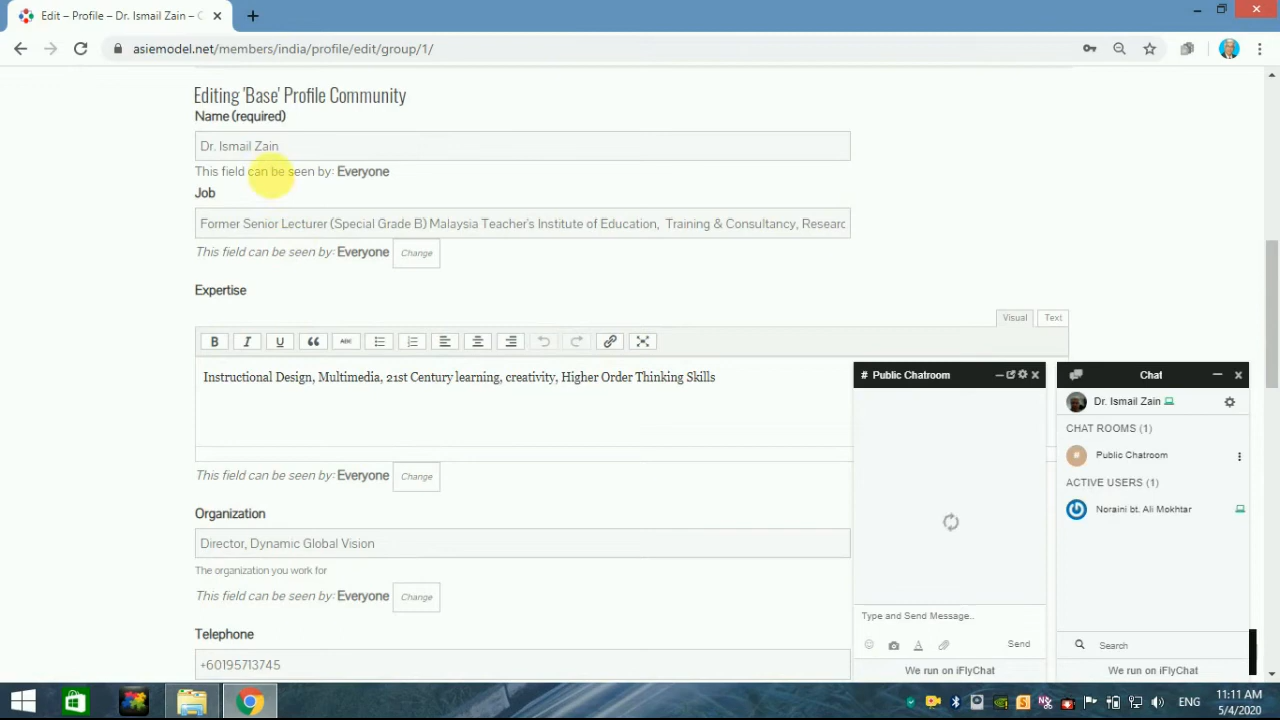 Edit – Profile – Dr. Ismail Zain – C
asiemodel.net/members/india/profile/edit/group/1/
Editing 'Base' Profile Community
Name (required)
Dr. Ismail Zain
This field can be seen by: Everyone
Job
Former Senior Lecturer (Special Grade B) Malaysia Teacher's Institute of Education, Training & Consultancy, Researc
This field can be seen by: Everyone Change
Expertise
Visual Text
B I U ABC
Instructional Design, Multimedia, 21st Century learning, creativity, Higher Order Thinking Skills
This field can be seen by: Everyone Change
Organization
Director, Dynamic Global Vision
The organization you work for
This field can be seen by: Everyone Change
Telephone
+60195713745
# Public Chatroom
Type and Send Message..
Send
We run on iFlyChat
Chat
Dr. Ismail Zain
CHAT ROOMS (1)
# Public Chatroom
ACTIVE USERS (1)
Noraini bt. Ali Mokhtar
Search
We run on iFlyChat
ENG
11:11 AM
5/4/2020